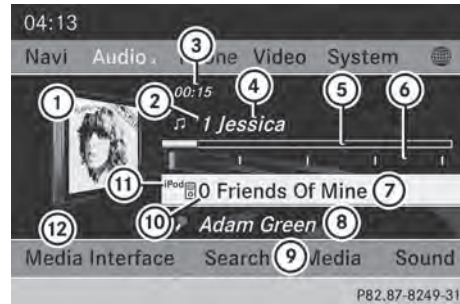 04:13
Navi Audio Video System
3
00:15
1 2 4 5 6
1 Jessica
11 iPod 0 Friends Of Mine 7
10 Adam Green 8
12
Media Interface Search 9 Media Sound
P82.87-8249-31